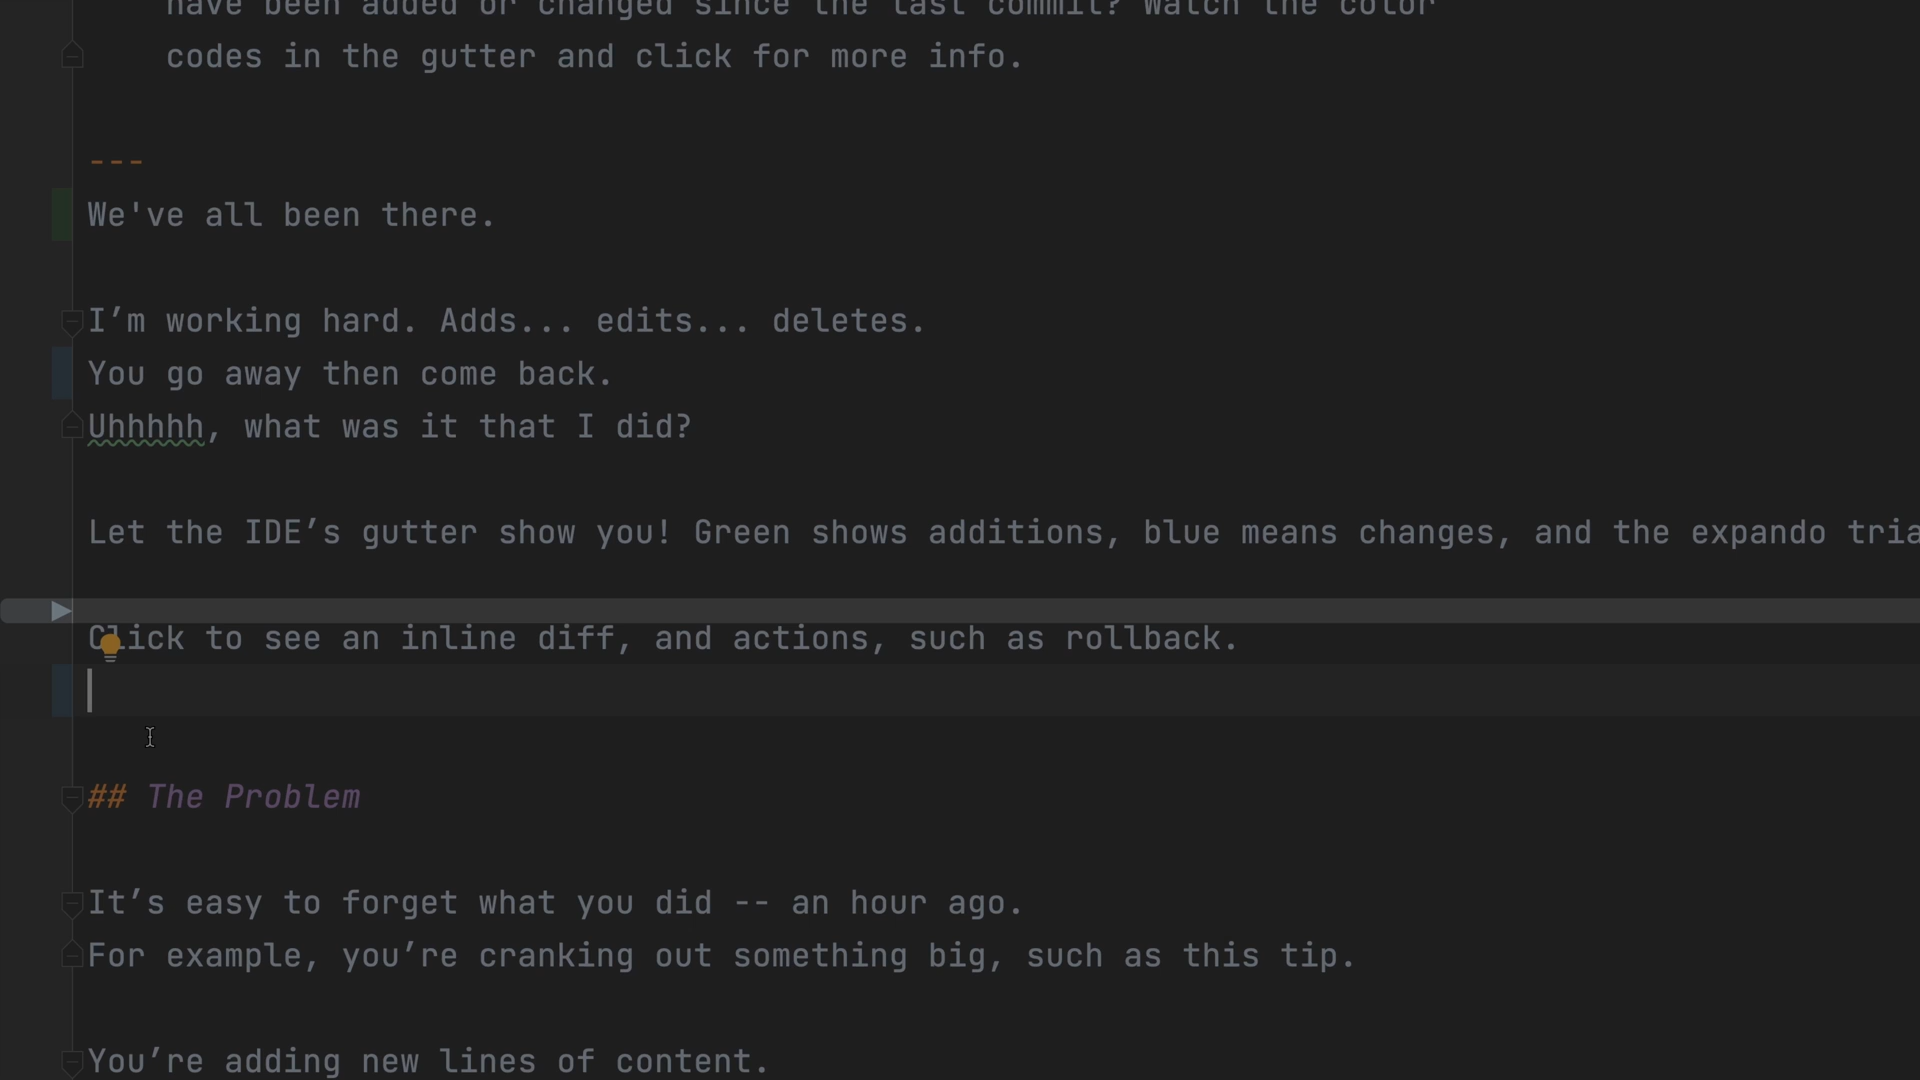 have been added or changed since the last commit? Watch the color
codes in the gutter and click for more info.
---
We've all been there.
I’m working hard. Adds... edits... deletes.
You go away then come back.
Uhhhhh, what was it that I did?
Let the IDE’s gutter show you! Green shows additions, blue means changes, and the expando
Click to see an inline diff, and actions, such as rollback.
## The Problem
It’s easy to forget what you did -- an hour ago.
For example, you’re cranking out something big, such as this tip.
You’re adding new lines of content.